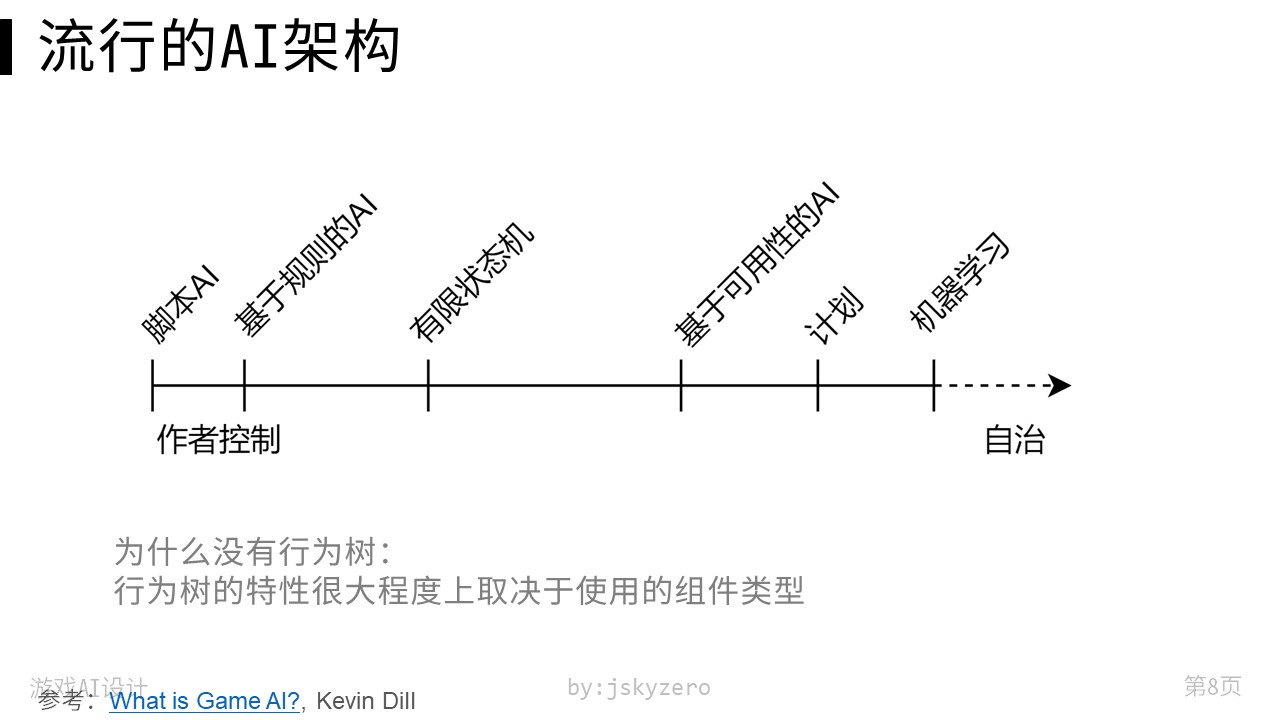 流行的AI架构
脚本AI
基于规则的AI
有限状态机
基于可用性的AI
计划
机器学习
作者控制
自治
为什么没有行为树：
行为树的特性很大程度上取决于使用的组件类型
游戏AI设计
参考：What is Game AI?, Kevin Dill
by:jskyzero
第8页